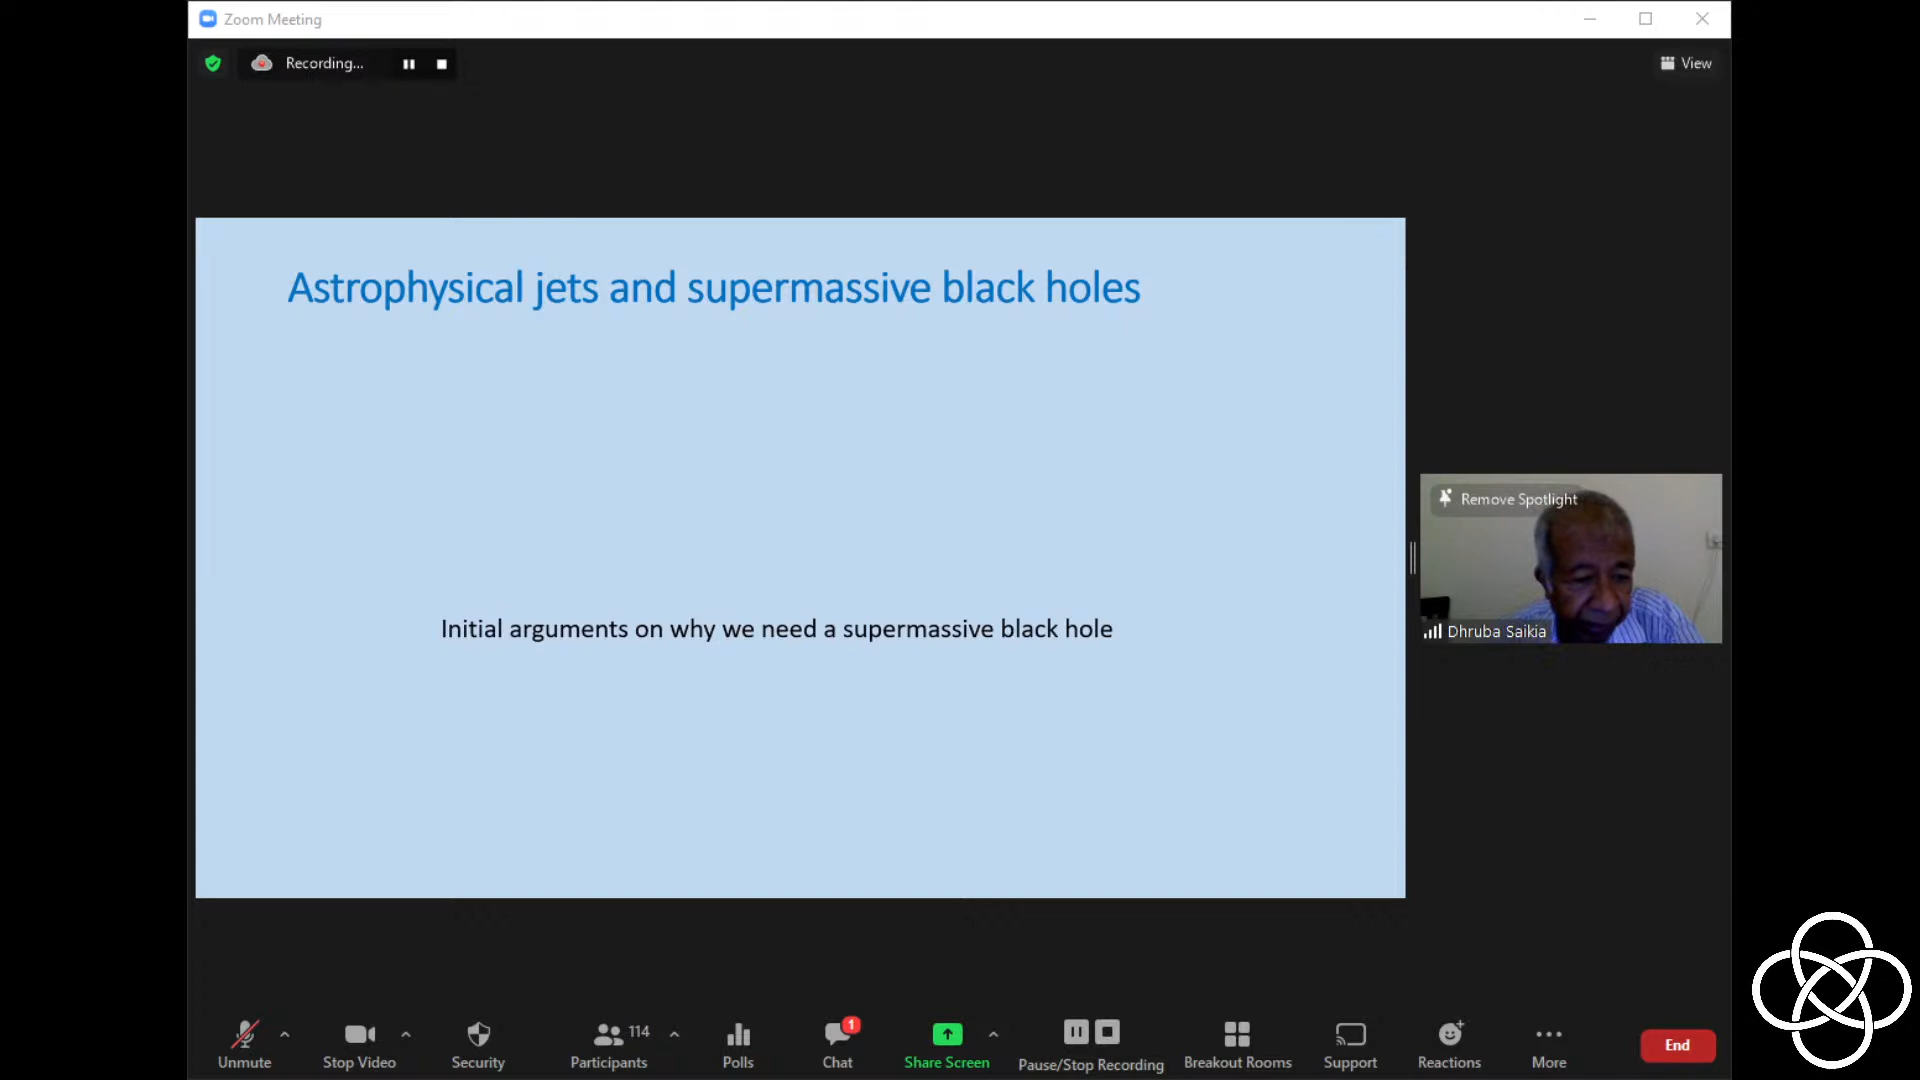 Zoom Meeting
Recording...
View
Astrophysical jets and supermassive black holes
Initial arguments on why we need a supermassive black hole
Remove Spotlight
Dhruba Saikia
Unmute
Stop Video
Security
114
Participants
Polls
1
Chat
Share Screen
Pause/Stop Recording
Breakout Rooms
Support
Reactions
More
End